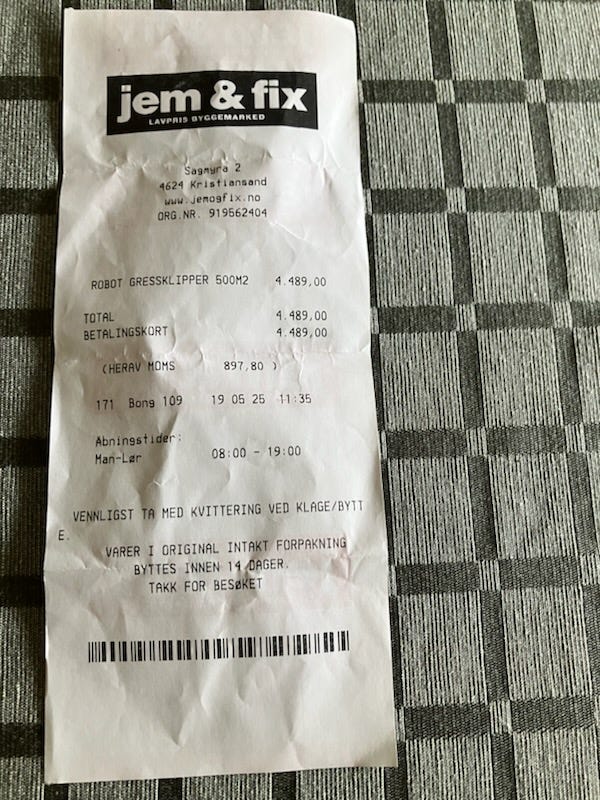 jem & fix
LAVPRIS BYGGEMARKED
Sagmyra 2
4624 Kristiansand
www.jemogfix.no
ORG.NR. 919562404
ROBOT GRESSKLIPPER 500M2 4.489,00
TOTAL 4.489,00
BETALINGSKORT 4.489,00
(HERAV MOMS 897,80 )
171 Bong 109 19 05 25 11:35
Abningstider:
Man-Lør 08:00 - 19:00
VENNLIGST TA MED KVITTERING VED KLAGE/BYTT
E.
VARER I ORIGINAL INTAKT FORPAKNING
BYTTES INNEN 14 DAGER.
TAKK FOR BESØKET